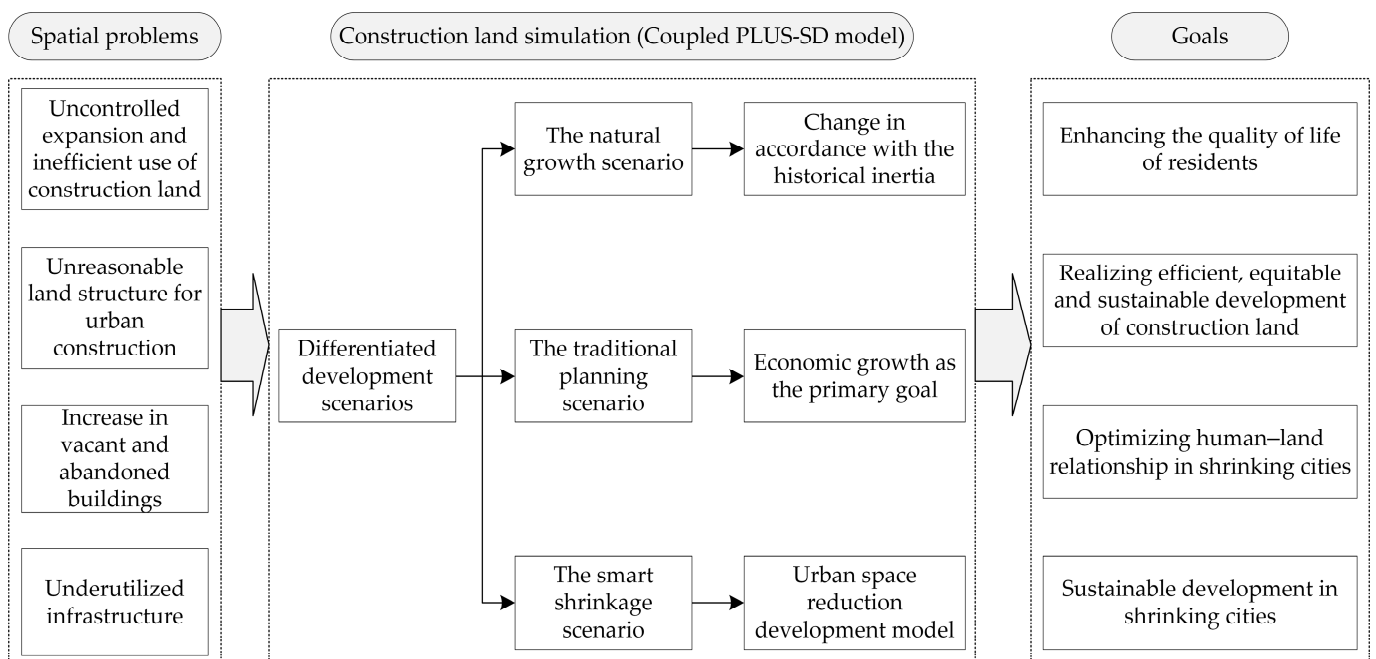 Spatial problems
Construction land simulation (Coupled PLUS-SD model)
Goals
Uncontrolled
expansion and
inefficient use of
construction land
Unreasonable
land structure for
urban
construction
Increase in
vacant and
abandoned
buildings
Underutilized
infrastructure
Differentiated
development
scenarios
The natural
growth scenario
Change in
accordance with the
historical inertia
The traditional
planning
scenario
Economic growth as
the primary goal
The smart
shrinkage
scenario
Urban space
reduction
development model
Enhancing the quality of life
of residents
Realizing efficient, equitable
and sustainable development
of construction land
Optimizing human–land
relationship in shrinking cities
Sustainable development in
shrinking cities